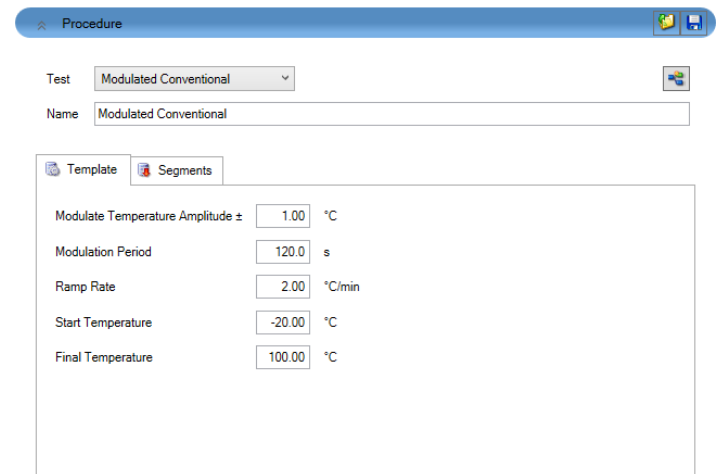 Procedure
Test Modulated Conventional
Name Modulated Conventional
Template Segments
Modulate Temperature Amplitude ± 1.00 °C
Modulation Period 120.0 s
Ramp Rate 2.00 °C/min
Start Temperature -20.00 °C
Final Temperature 100.00 °C